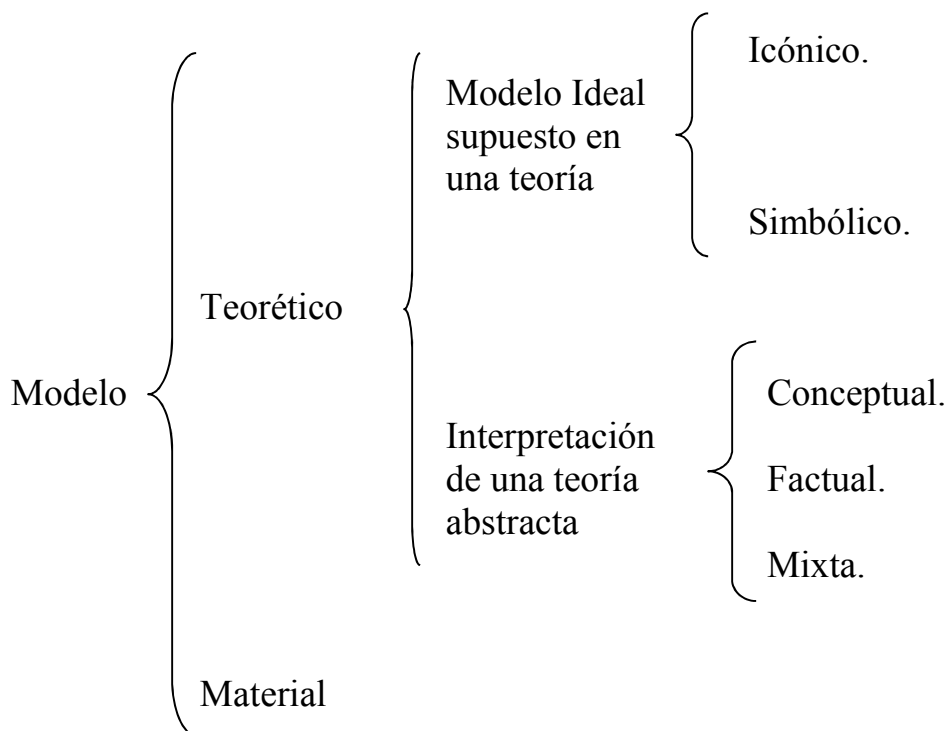 Modelo
Teorético
Modelo Ideal
supuesto en
una teoría
Icónico.
Simbólico.
Interpretación
de una teoría
abstracta
Conceptual.
Factual.
Mixta.
Material